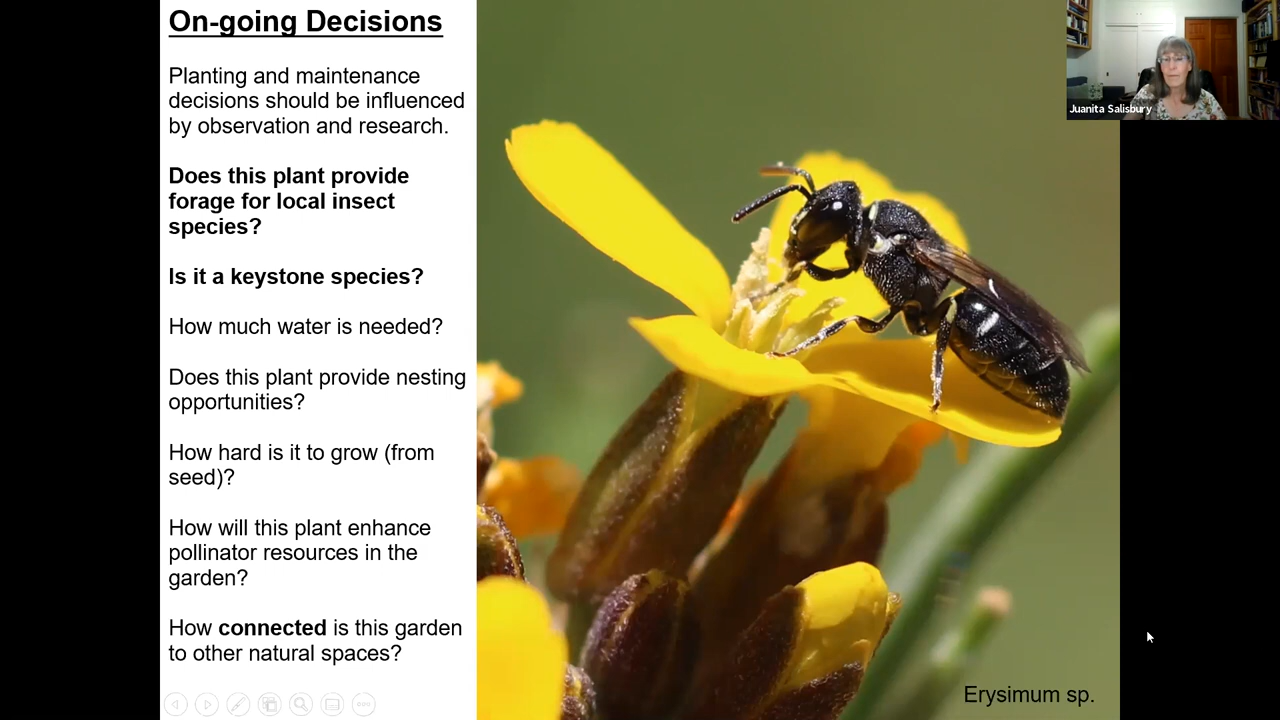 On-going Decisions
Planting and maintenance
decisions should be influenced
by observation and research.
Does this plant provide
forage for local insect
species?
Is it a keystone species?
How much water is needed?
Does this plant provide nesting
opportunities?
How hard is it to grow (from
seed)?
How will this plant enhance
pollinator resources in the
garden?
How connected is this garden
to other natural spaces?
Erysimum sp.
Juanita Salisbury